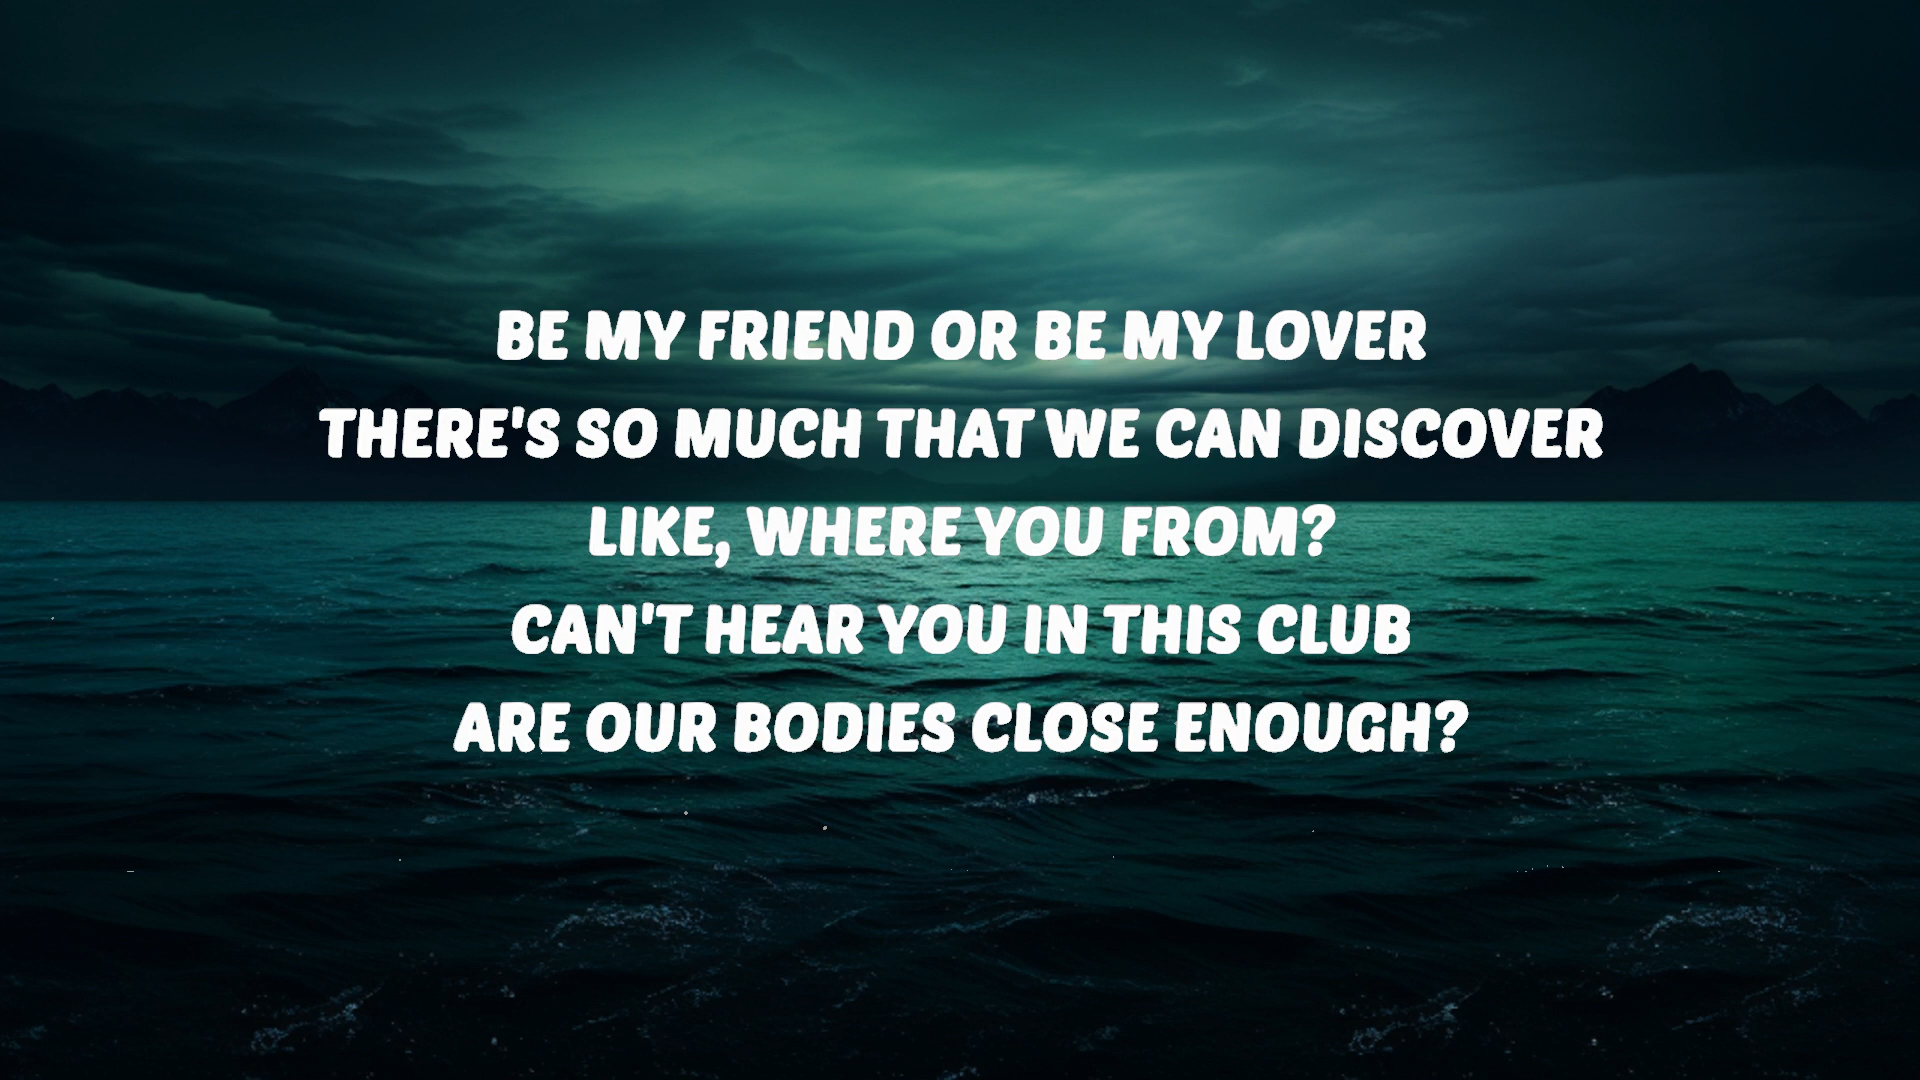 BE MY FRIEND OR BE MY LOVER
THERE'S SO MUCH THAT WE CAN DISCOVER
LIKE, WHERE YOU FROM?
CAN'T HEAR YOU IN THIS CLUB
ARE OUR BODIES CLOSE ENOUGH?